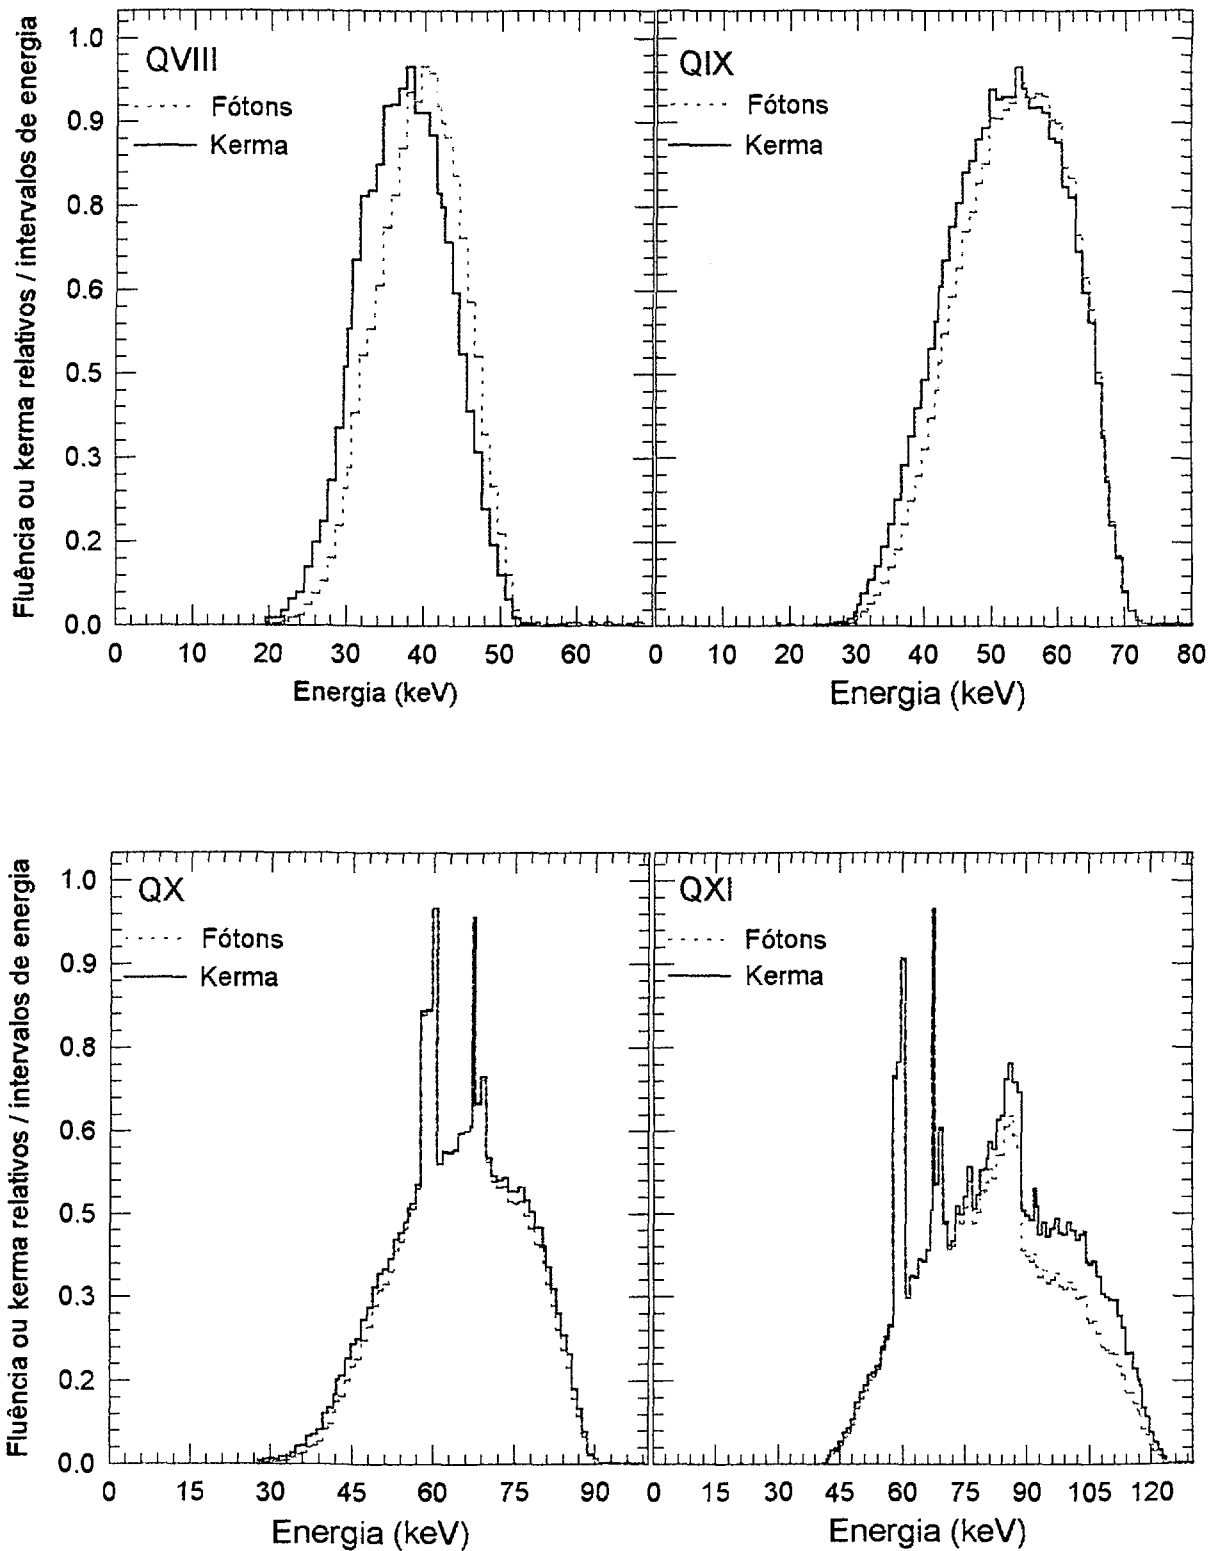 Fluência ou kerma relativos / intervalos de energia
1.0
0.9
0.8
0.6
0.5
0.3
0.2
0.0
QVIII
Fótons
Kerma
0 10 20 30 40 50 60
Energia (keV)
QIX
Fótons
Kerma
0 10 20 30 40 50 60 70 80
Energia (keV)
Fluência ou kerma relativos / intervalos de energia
1.0
0.9
0.8
0.6
0.5
0.3
0.2
0.0
QX
Fótons
Kerma
0 15 30 45 60 75 90
Energia (keV)
QXI
Fótons
Kerma
0 15 30 45 60 75 90 105 120
Energia (keV)